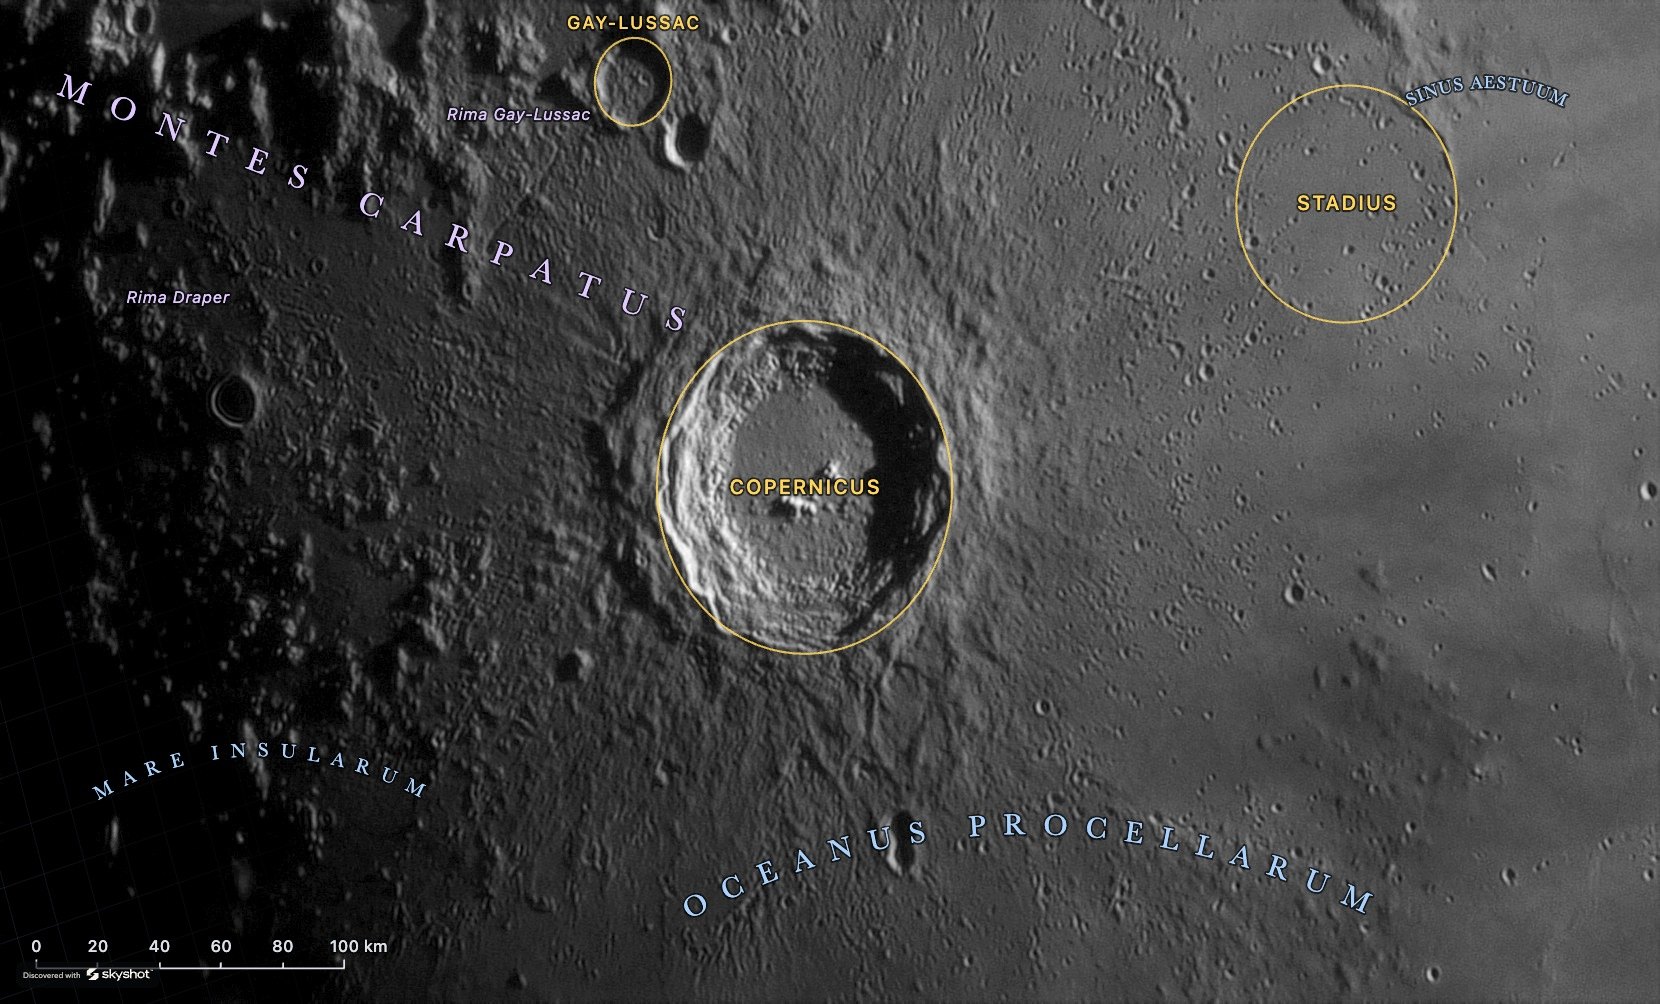 GAY-LUSSAC
SINUS AESTUUM
Rima Gay-Lussac
MONTES CARPATUS
STADIUS
Rima Draper
COPERNICUS
MARE INSULARUM
OCEANUS PROCELLARUM
0 20 40 60 80 100 km
Discovered with skyshot